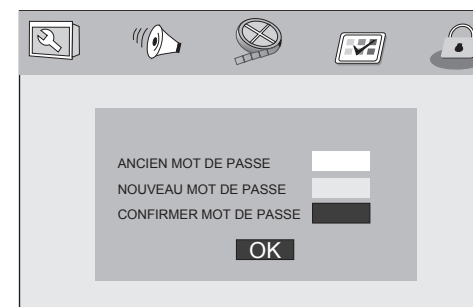 ANCIEN MOT DE PASSE
NOUVEAU MOT DE PASSE
CONFIRMER MOT DE PASSE
OK